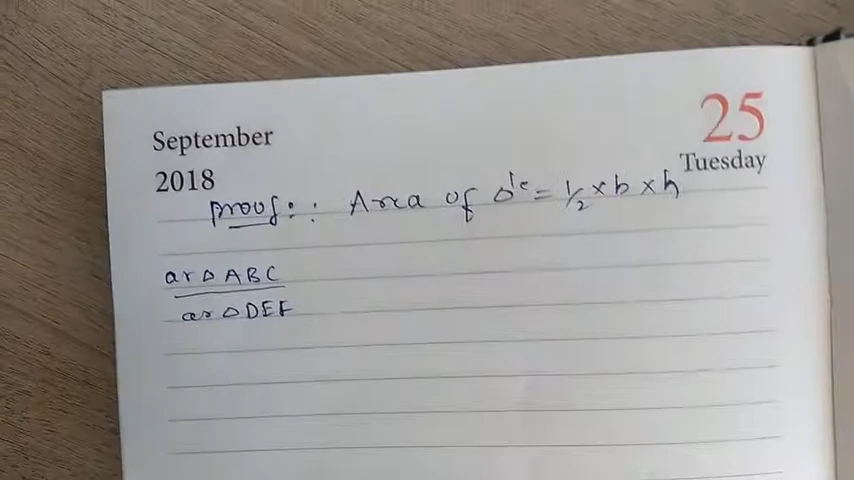 September
25
2018
Tuesday
Proof:: Area of Δle = 1/2 × b × h
ar Δ ABC
ar Δ DEF